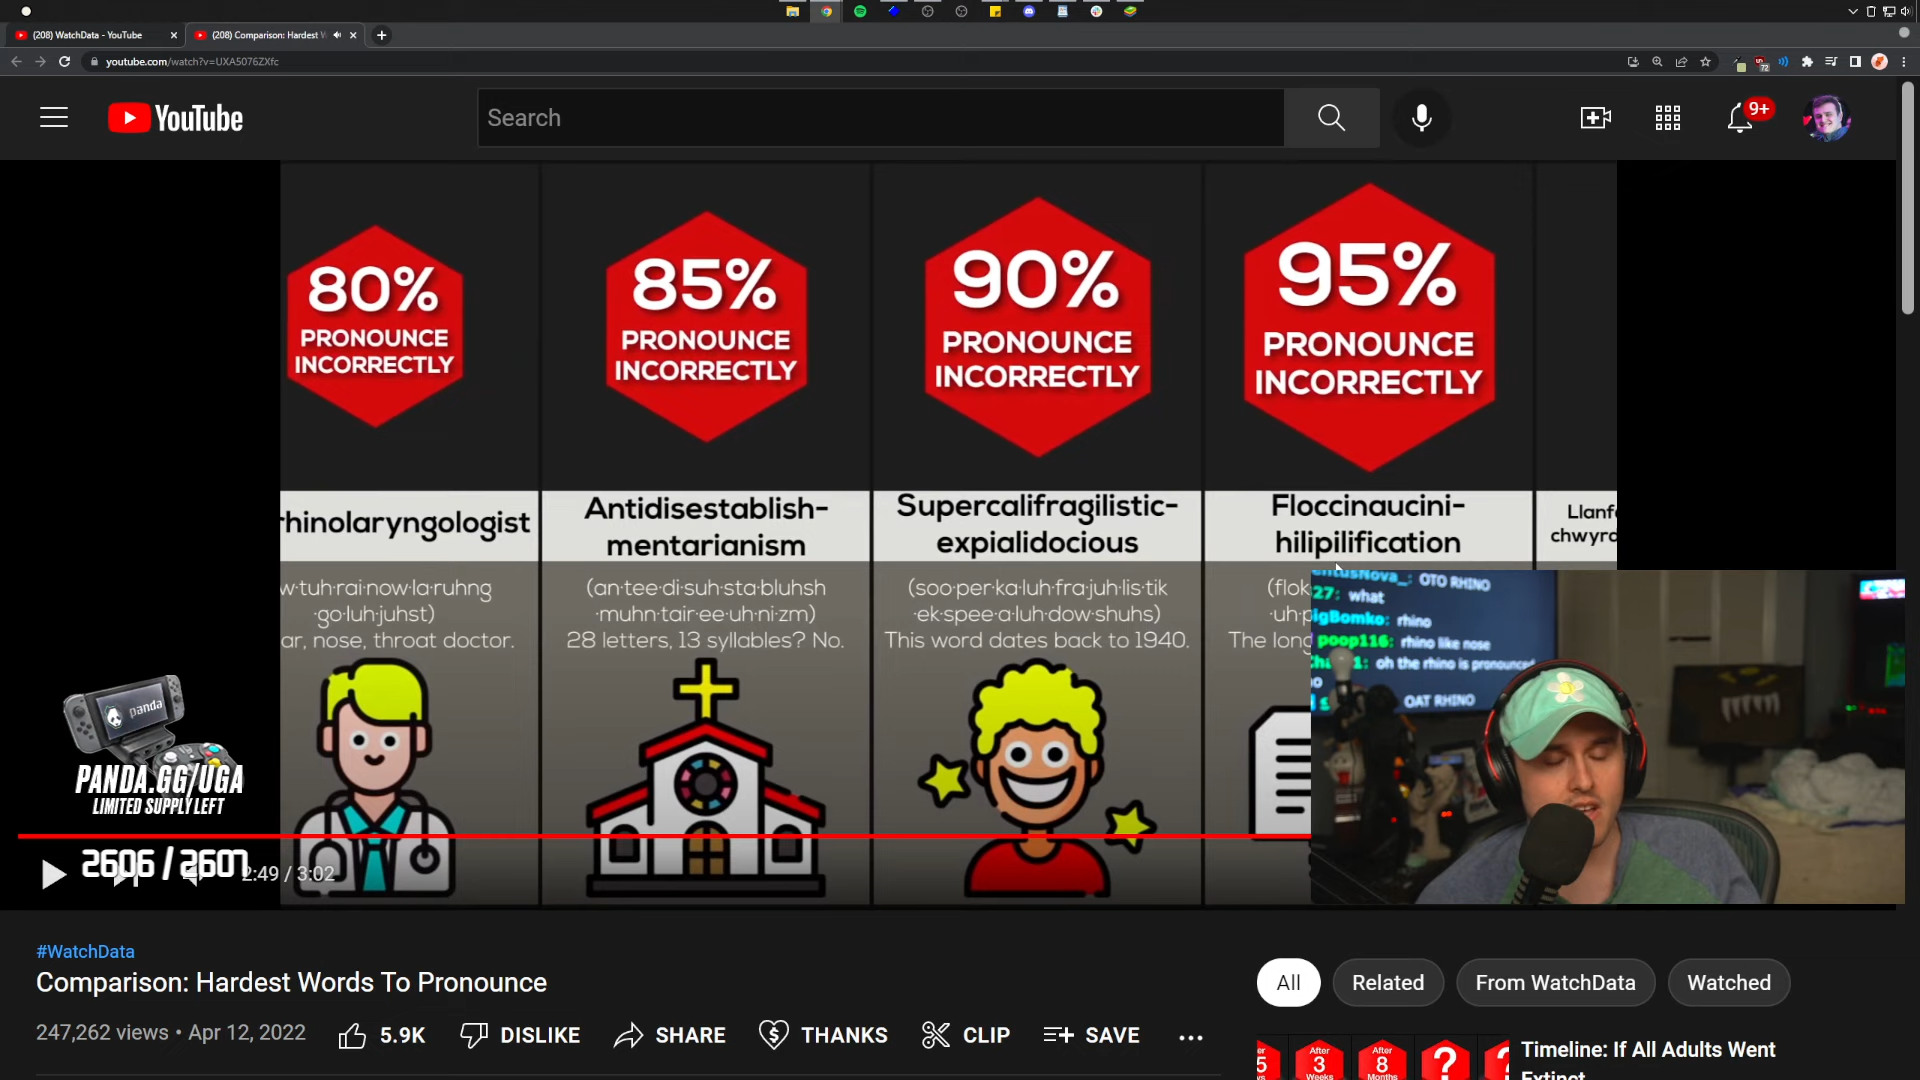 (208) WatchData - YouTube
(208) Comparison: Hardest W
youtube.com/watch?v=UXA5076ZXfc
72
YouTube
Search
9+
80%
PRONOUNCE
INCORRECTLY
85%
PRONOUNCE
INCORRECTLY
90%
PRONOUNCE
INCORRECTLY
95%
PRONOUNCE
INCORRECTLY
rhinolaryngologist
Antidisestablish-
mentarianism
Supercalifragilistic-
expialidocious
Floccinaucini-
hilipilification
Llanf
chwyrd
w·tuh·rai·now·la·ruhng
·go·luh·juhst)
ar, nose, throat doctor.
(an·tee·di·suh·sta·bluhsh
·muhn·tair·ee·uh·ni·zm)
28 letters, 13 syllables? No.
(soo·per·ka·luh·fra·juh·lis·tik
·ek·spee·a·luh·dow·shuhs)
This word dates back to 1940.
(flok
·uh·p
The long
entusNova_: OTO RHINO
27: what
igBomko: rhino
poop116: rhino like nose
1: oh the rhino is pronounced
OAT RHINO
panda
PANDA.GG/UGA
LIMITED SUPPLY LEFT
2606 / 2607
2:49 / 3:02
#WatchData
Comparison: Hardest Words To Pronounce
247,262 views • Apr 12, 2022
5.9K
DISLIKE
SHARE
THANKS
CLIP
SAVE
All
Related
From WatchData
Watched
After
3
Weeks
After
8
Months
?
Timeline: If All Adults Went
Extinct